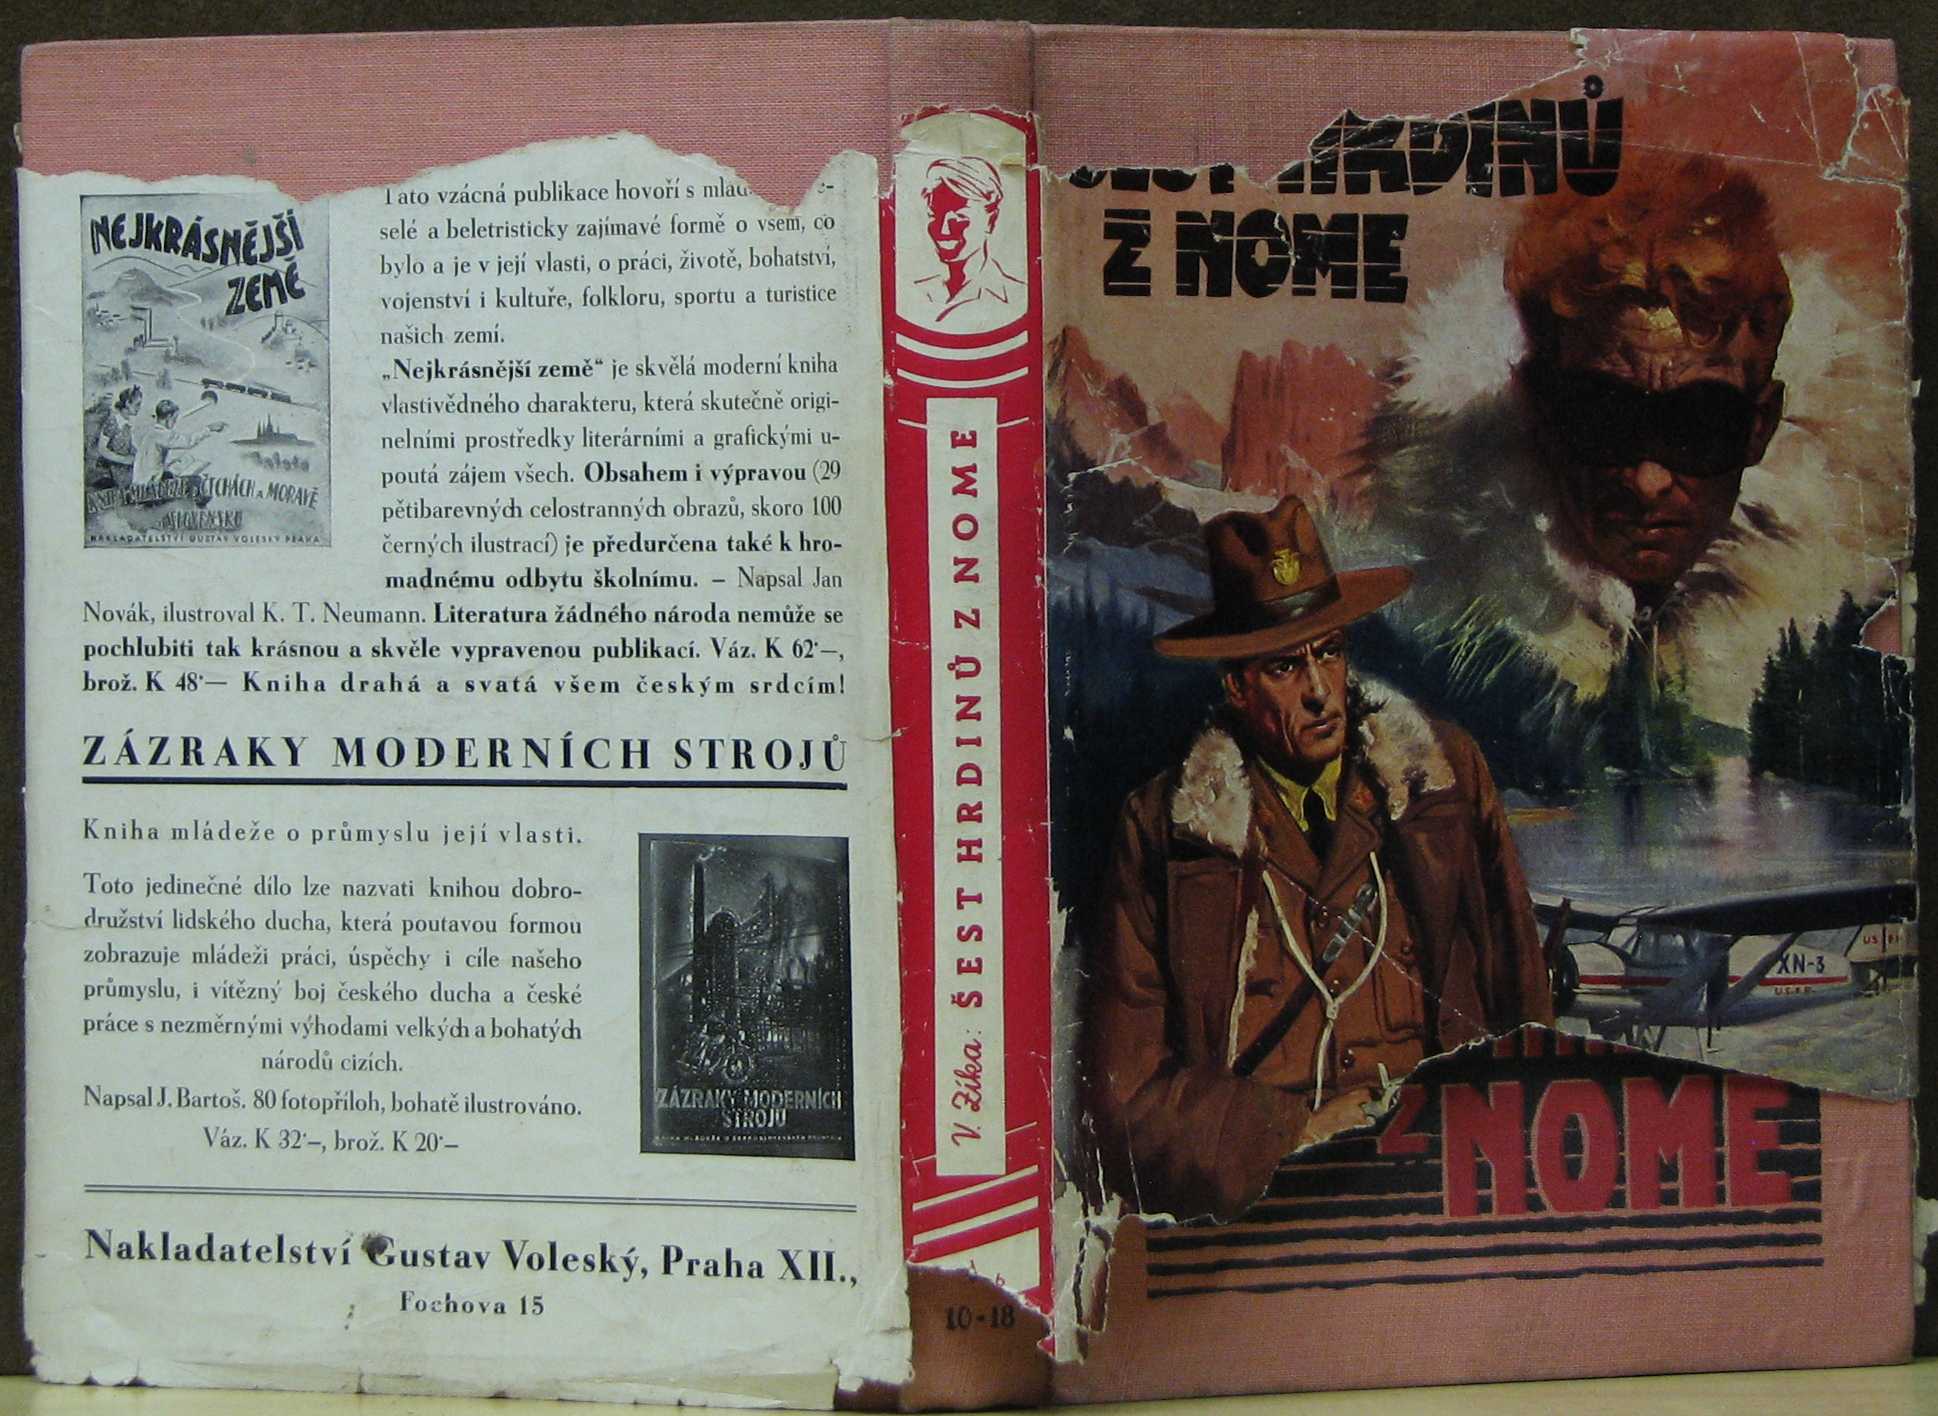 NEJKRÁSNĚJŠÍ
ZEMĚ
ČECHÁCH A MORAVĚ
SLOVENSKU
NAKLADATELSTVÍ GUSTAV VOLESKÝ PRAHA
Tato vzácná publikace hovoří s
selé a beletristicky zajímavé formě o všem, co
bylo a je v její vlasti, o práci, životě, bohatství,
vojenství i kultuře, folkloru, sportu a turistice
našich zemí.
„Nejkrásnější země“ je skvělá moderní kniha
vlastivědného charakteru, která skutečně origi-
nelními prostředky literárními a grafickými u-
poutá zájem všech. Obsahem i výpravou (29
pětibarevných celostranných obrazů, skoro 100
černých ilustrací) je předurčena také k hro-
madnému odbytu školnímu. – Napsal Jan
Novák, ilustroval K. T. Neumann. Literatura žádného národa nemůže se
pochlubiti tak krásnou a skvěle vypravenou publikací. Váz. K 62·–,
brož. K 48·— Kniha drahá a svatá všem českým srdcím!
ZÁZRAKY MODERNÍCH STROJŮ
Kniha mládeže o průmyslu její vlasti.
Toto jedinečné dílo lze nazvati knihou dobro-
družství lidského ducha, která poutavou formou
zobrazuje mládeži práci, úspěchy i cíle našeho
průmyslu, i vítězný boj českého ducha a české
práce s nezměrnými výhodami velkých a bohatých
národů cizích.
Napsal J. Bartoš. 80 fotopříloh, bohatě ilustrováno.
Váz. K 32·–, brož. K 20·–
ZÁZRAKY MODERNÍCH
STROJŮ
Nakladatelství Gustav Voleský, Praha XII.,
Fochova 15
V. Zíka: ŠEST HRDINŮ Z NOME
10-18
ŠEST HRDINŮ
Z NOME
XN-3
Z NOME